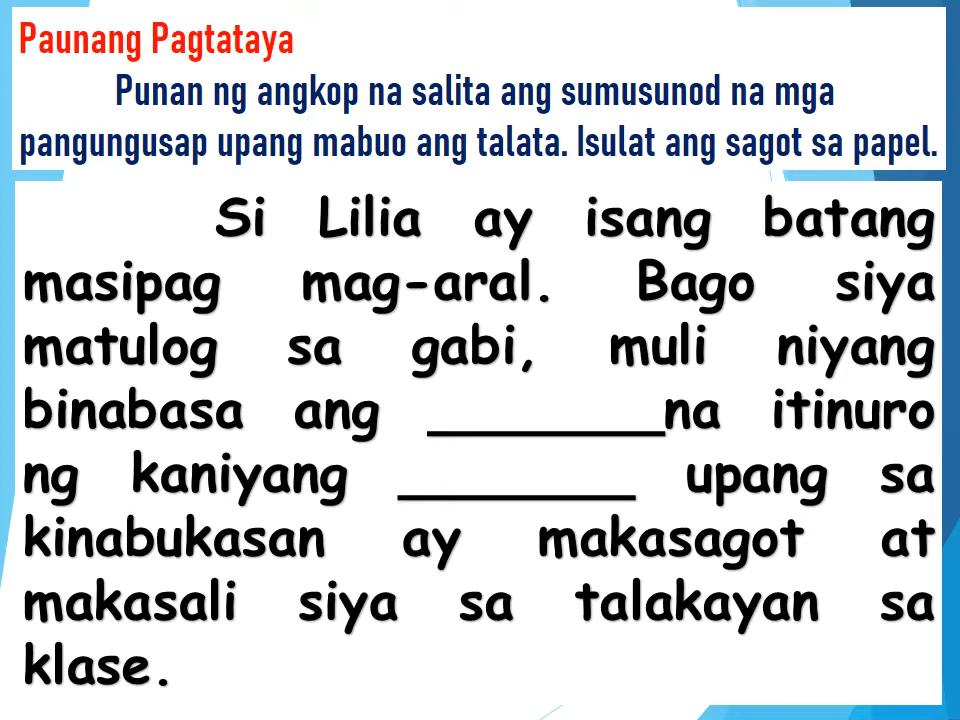 Paunang Pagtataya
Punan ng angkop na salita ang sumusunod na mga
pangungusap upang mabuo ang talata. Isulat ang sagot sa papel.
Si Lilia ay isang batang
masipag mag-aral. Bago siya
matulog sa gabi, muli niyang
binabasa ang _______na itinuro
ng kaniyang _______ upang sa
kinabukasan ay makasagot at
makasali siya sa talakayan sa
klase.